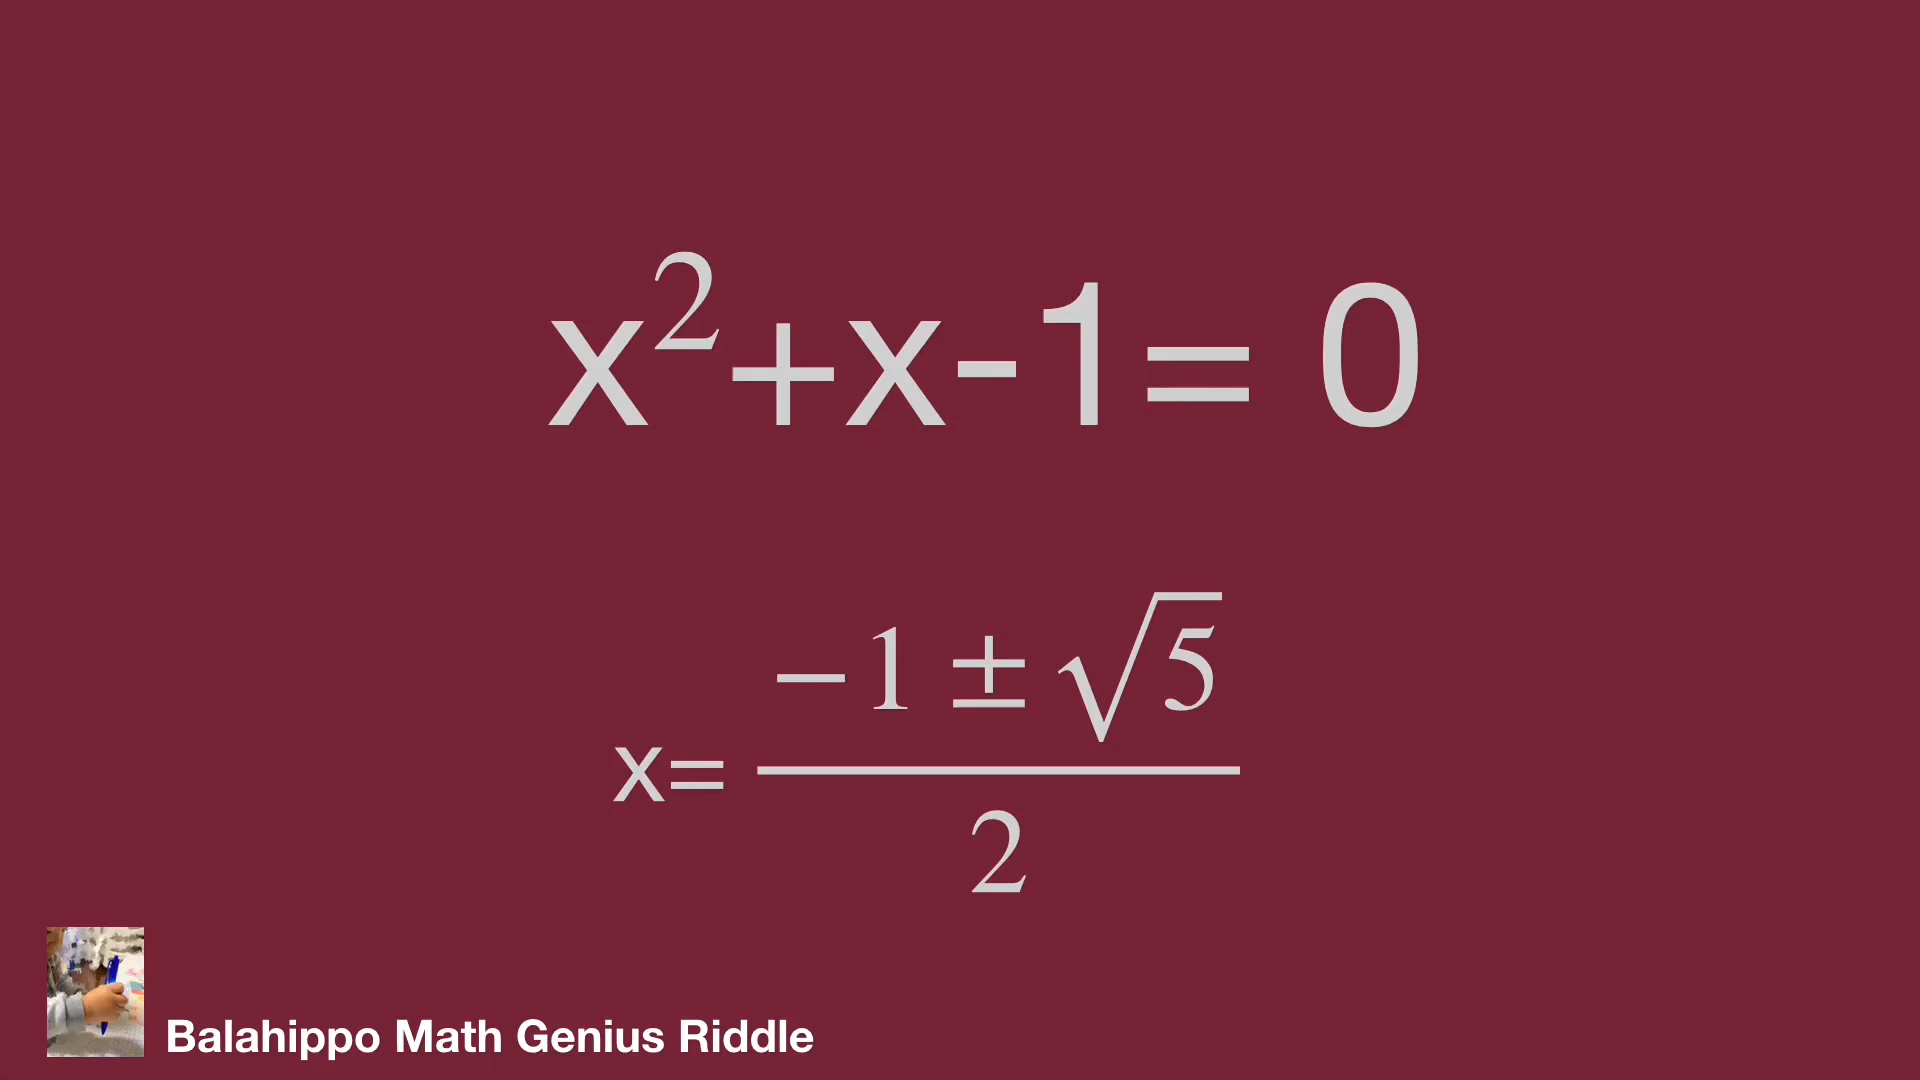 x²+x-1= 0
x= (−1 ± √5)/2
Balahippo Math Genius Riddle